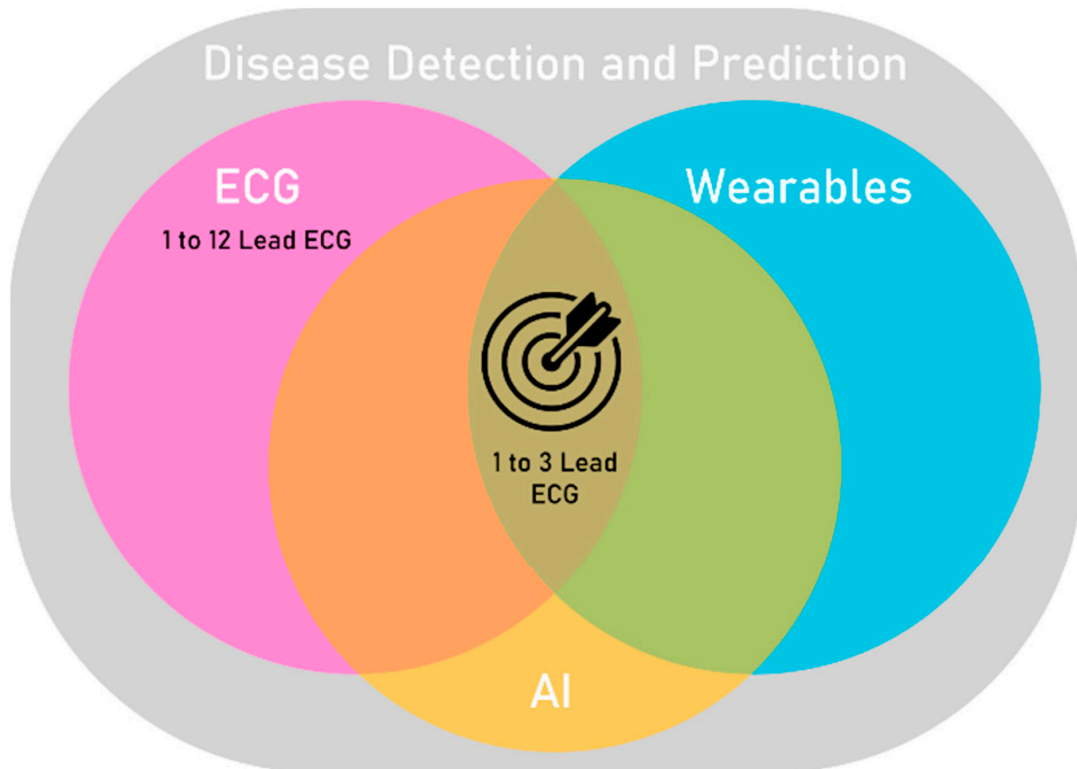 Disease Detection and Prediction
ECG
1 to 12 Lead ECG
Wearables
1 to 3 Lead
ECG
AI